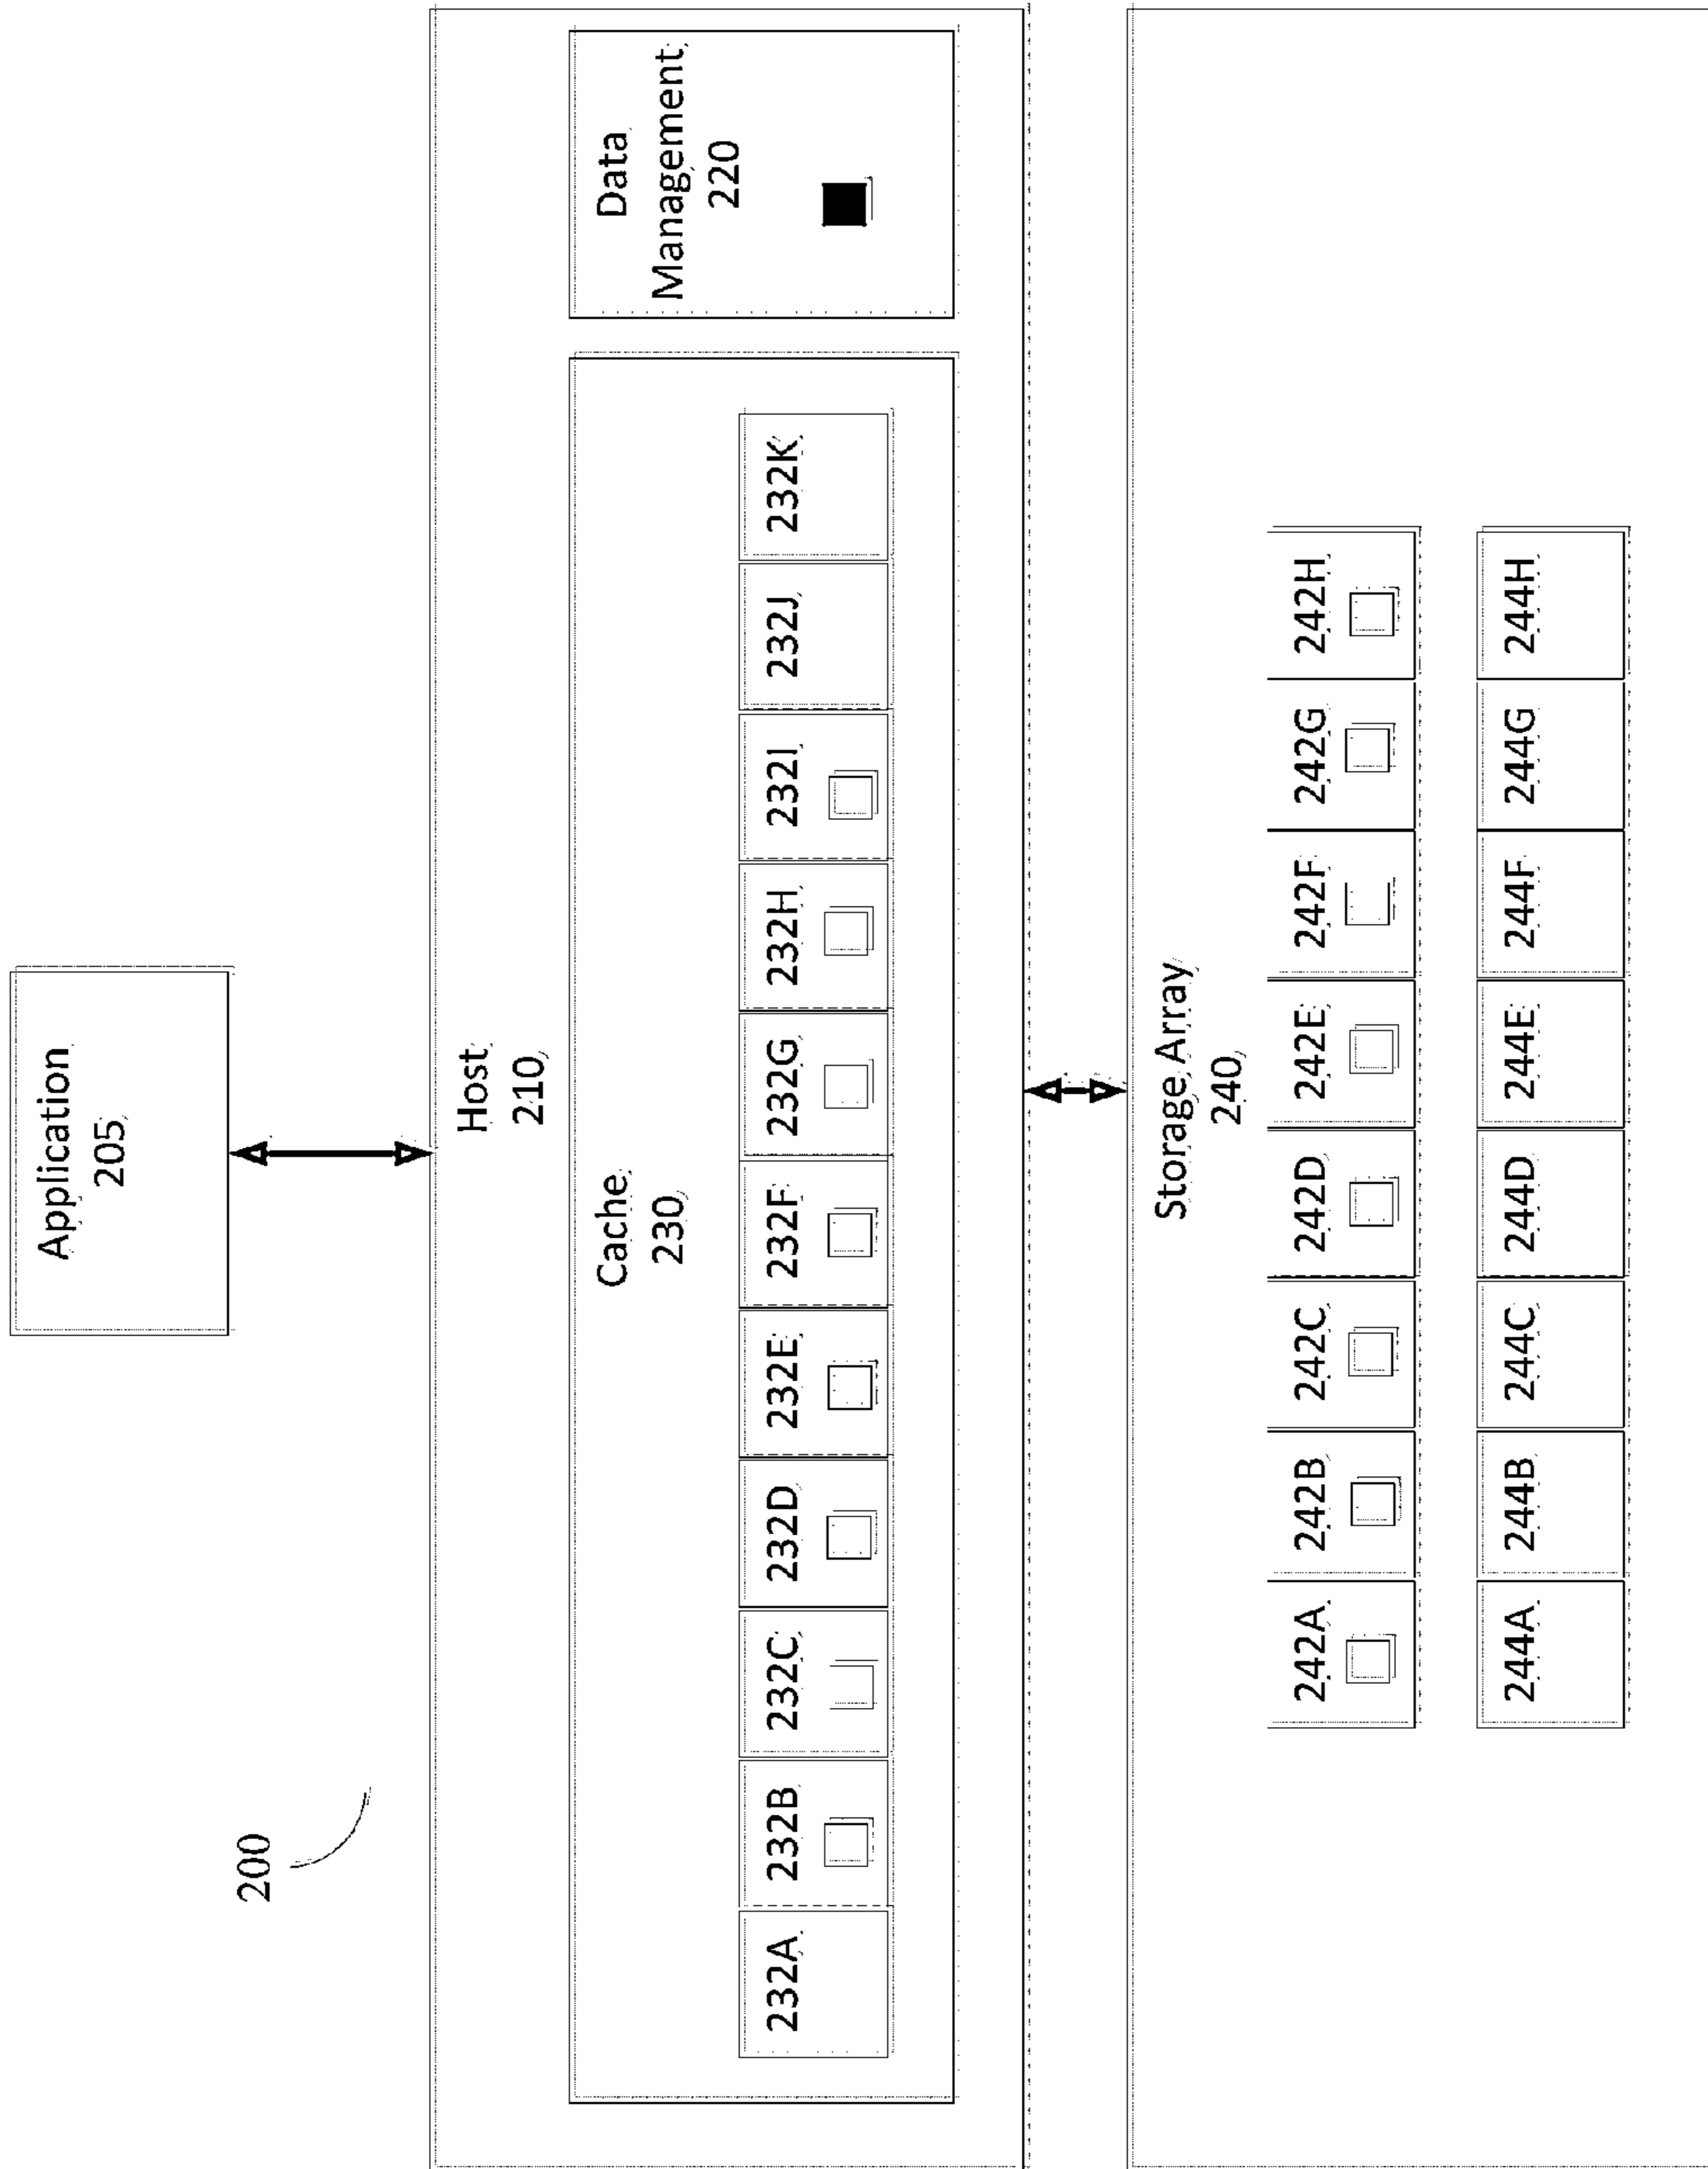 200
Application
205
Host
210
Cache
230
Data
Management
220
232A 232B 232C 232D 232E 232F 232G 232H 232I 232J 232K
Storage Array
240
242A 242B 242C 242D 242E 242F 242G 242H
244A 244B 244C 244D 244E 244F 244G 244H